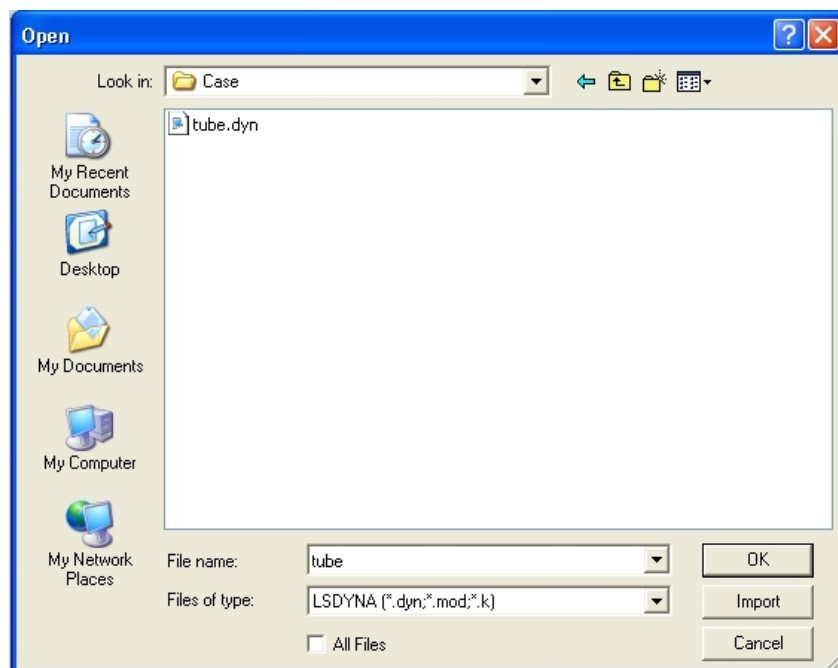 Open
Look in:
Case
tube.dyn
My Recent
Documents
Desktop
My Documents
My Computer
My Network
Places
File name:
tube
OK
Files of type:
LSDYNA (*.dyn;*.mod;*.k)
Import
All Files
Cancel